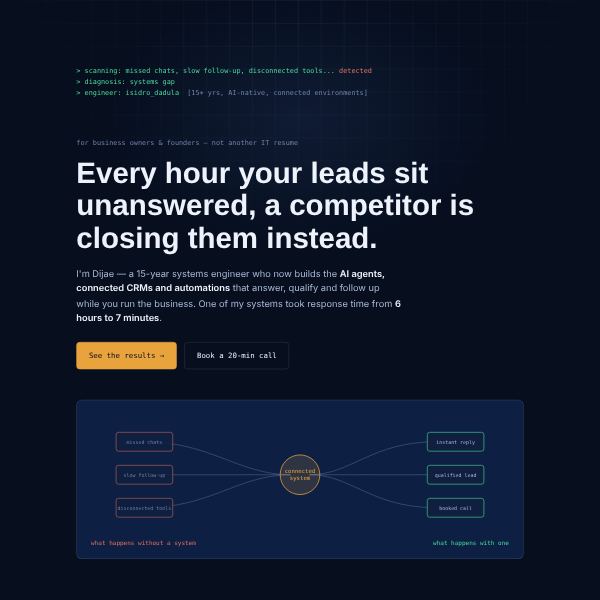 > scanning: missed chats, slow follow-up, disconnected tools... detected
> diagnosis: systems gap
> engineer: isidro_dadula [15+ yrs, AI-native, connected environments]
for business owners & founders — not another IT resume
Every hour your leads sit
unanswered, a competitor is
closing them instead.
I'm Dijae — a 15-year systems engineer who now builds the AI agents,
connected CRMs and automations that answer, qualify and follow up
while you run the business. One of my systems took response time from 6
hours to 7 minutes.
See the results →
Book a 20-min call
missed chats
slow follow-up
disconnected tools
connected
system
instant reply
qualified lead
booked call
what happens without a system
what happens with one